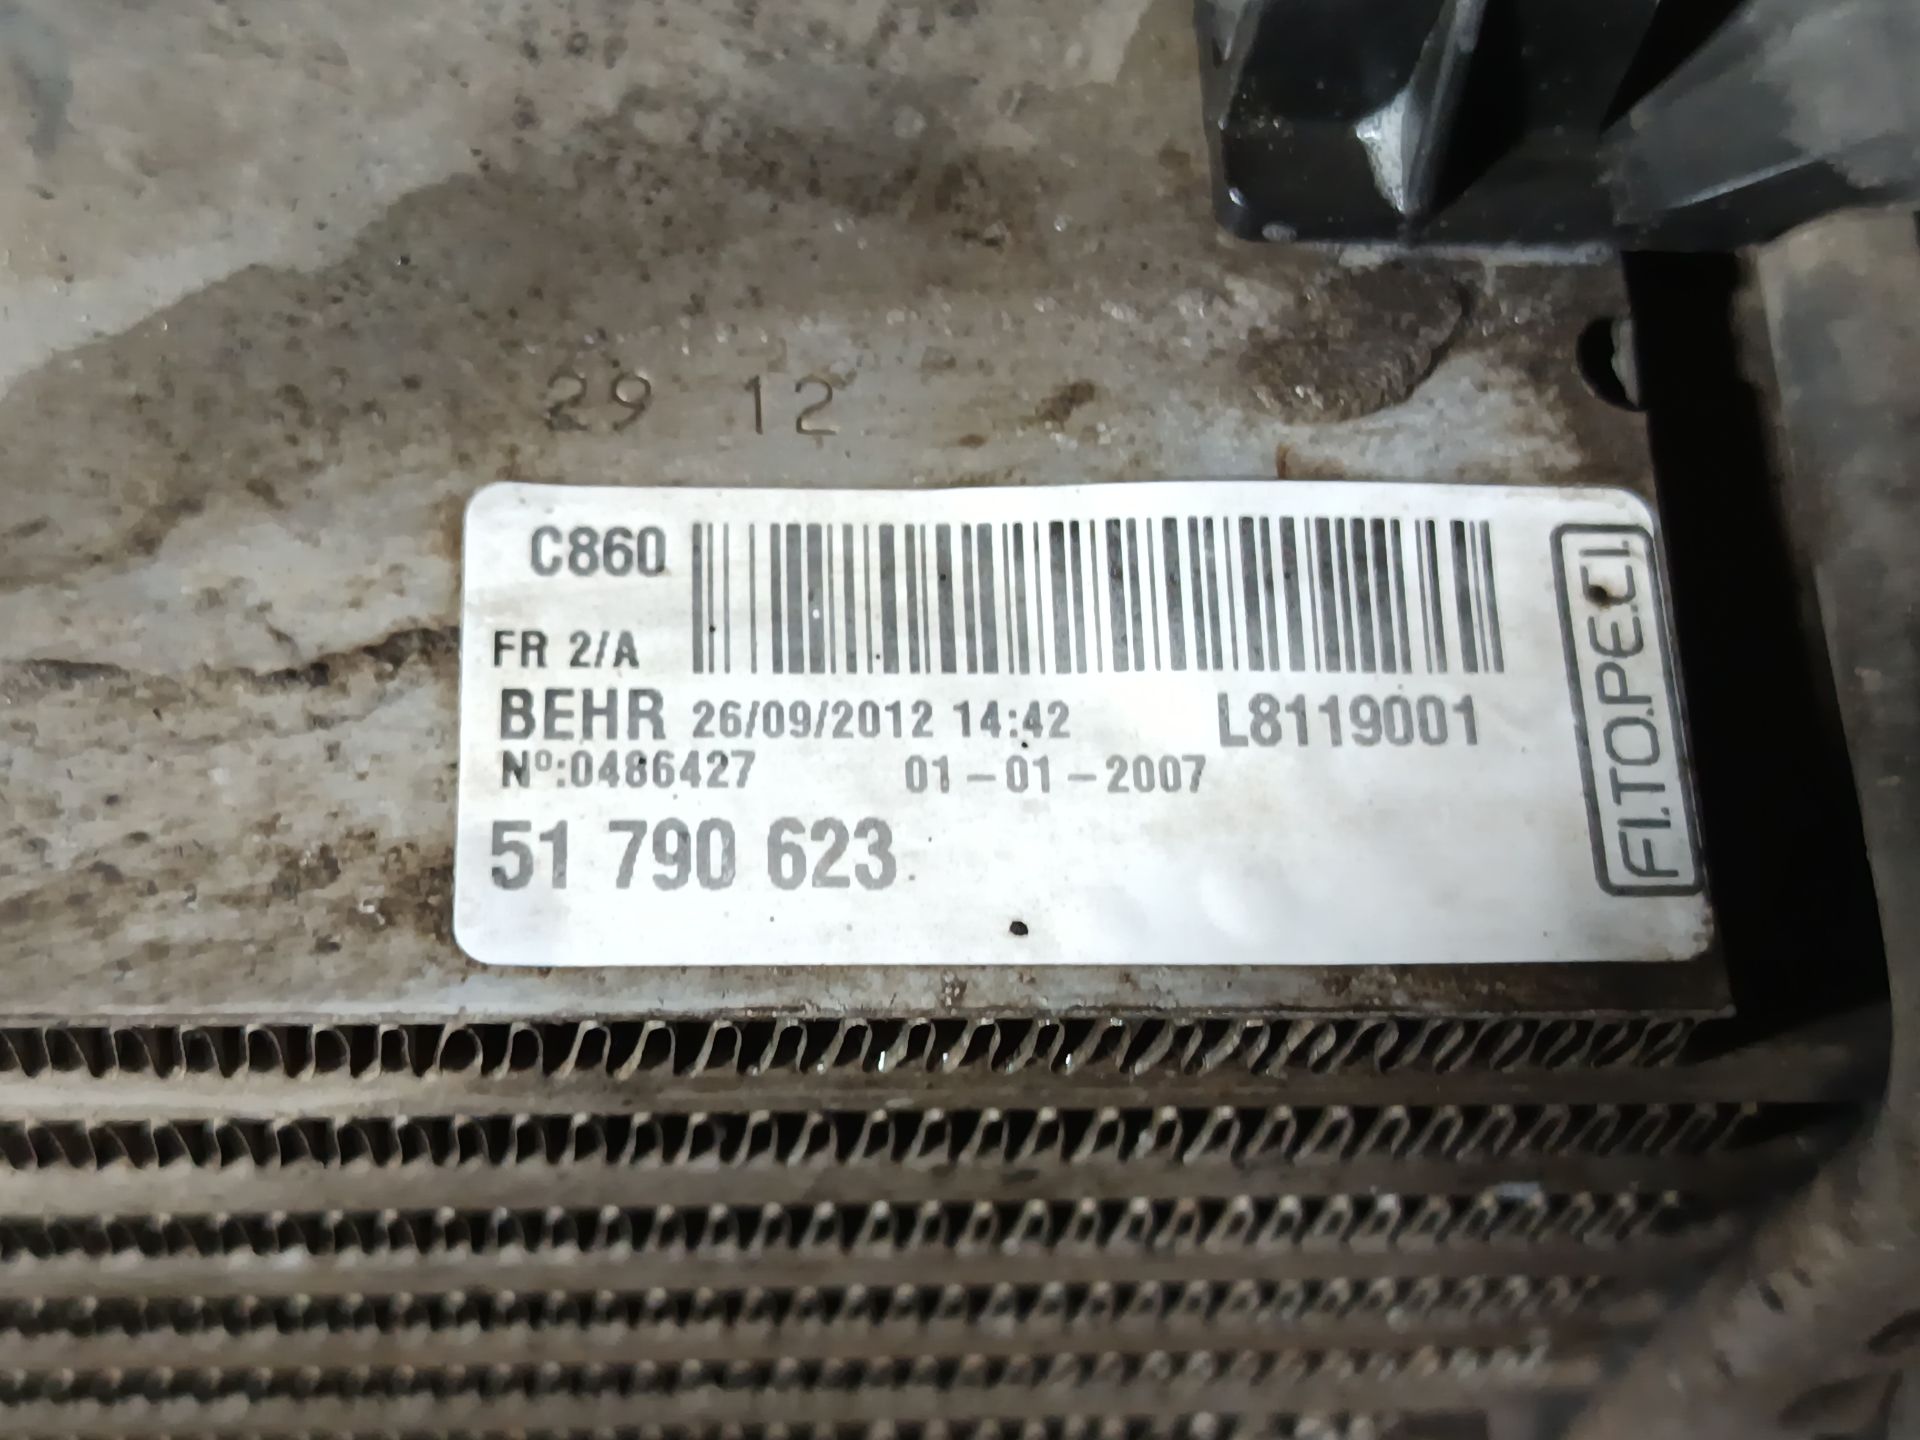 29 12
C860
FR 2/A
BEHR 26/09/2012 14:42 L8119001
Nº:0486427 01-01-2007
51 790 623
FI.TO.PE.CI.